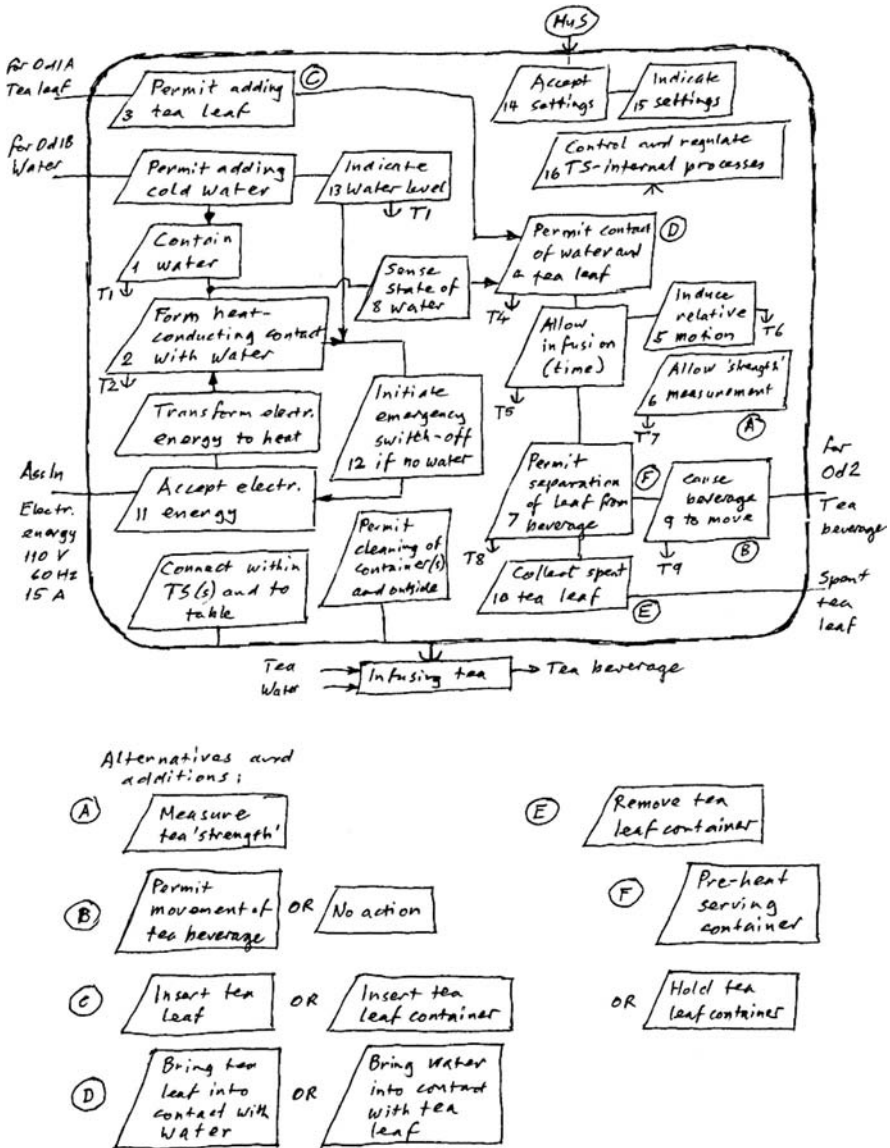 HuS
for Od1A
Tea leaf
Permit adding
3 tea leaf
C
Accept
14 settings
Indicate
15 settings
for Od1B
Water
Control and regulate
16 TS-internal processes
Permit adding
cold water
Indicate
13 Water level
T1
Contain
1 water
T1
Permit contact
of water and
4 tea leaf
D
T4
Sense
state of
8 water
Form heat-
conducting contact
2 with water
T2
Allow
infusion
(time)
T5
Induce
relative
5 motion
T6
Allow 'strength'
6 measurement
T7
A
Transform electr.
energy to heat
Initiate
emergency
switch-off
12 if no water
Ass In
Electr.
energy
110 V
60 Hz
15 A
Accept electr.
11 energy
Permit
separation
of leaf from
7 beverage
T8
F
Cause
beverage
9 to move
T9
B
for
Od2
Tea
beverage
Connect within
TS(s) and to
table
Permit
cleaning of
container(s)
and outside
Collect spent
10 tea leaf
E
Spent
tea
leaf
Tea
Water
Infusing tea
Tea beverage
Alternatives and
additions:
A
Measure
tea 'strength'
E
Remove tea
leaf container
B
Permit
movement of
tea beverage
OR
No action
F
Pre-heat
serving
container
C
Insert tea
leaf
OR
Insert tea
leaf container
OR
Hold tea
leaf container
D
Bring tea
leaf into
contact with
water
OR
Bring water
into contact
with tea
leaf